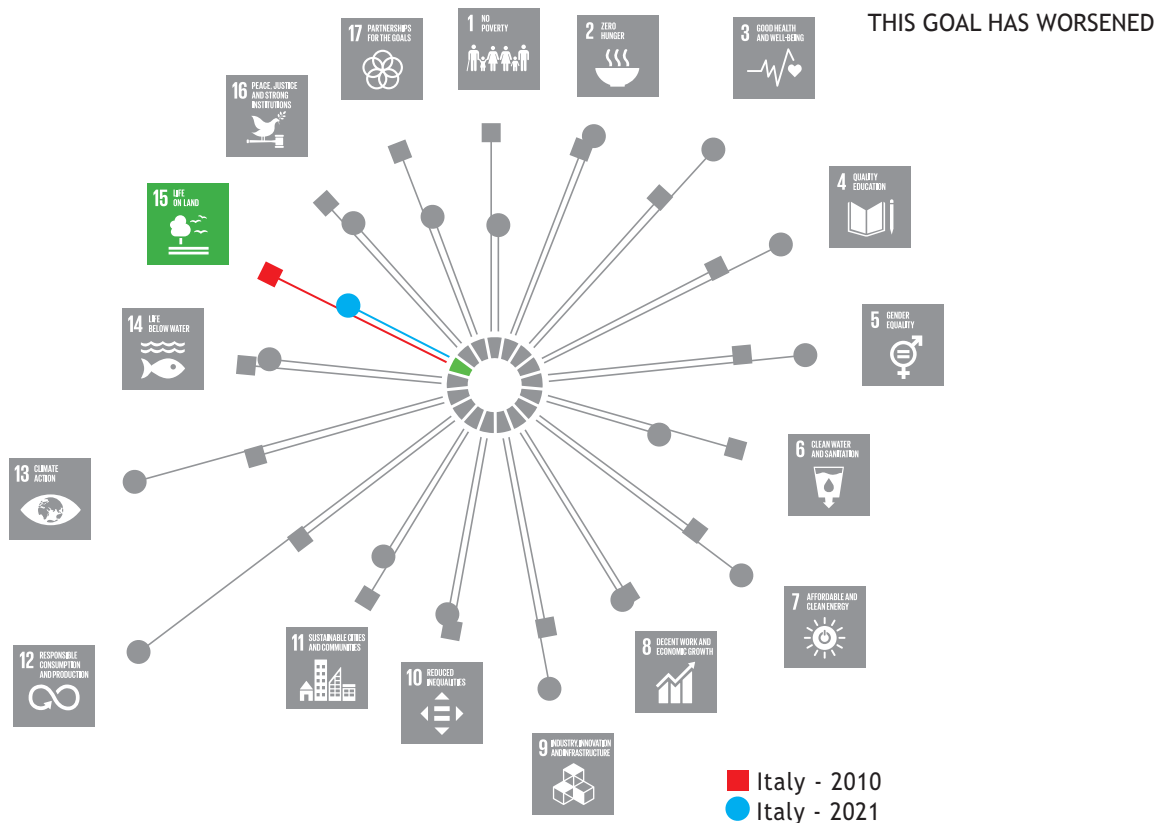 THIS GOAL HAS WORSENED
1 NO
POVERTY
2 ZERO
HUNGER
3 GOOD HEALTH
AND WELL-BEING
4 QUALITY
EDUCATION
5 GENDER
EQUALITY
6 CLEAN WATER
AND SANITATION
7 AFFORDABLE AND
CLEAN ENERGY
8 DECENT WORK AND
ECONOMIC GROWTH
9 INDUSTRY, INNOVATION
AND INFRASTRUCTURE
10 REDUCED
INEQUALITIES
11 SUSTAINABLE CITIES
AND COMMUNITIES
12 RESPONSIBLE
CONSUMPTION
AND PRODUCTION
13 CLIMATE
ACTION
14 LIFE
BELOW WATER
15 LIFE
ON LAND
16 PEACE, JUSTICE
AND STRONG
INSTITUTIONS
17 PARTNERSHIPS
FOR THE GOALS
Italy - 2010
Italy - 2021